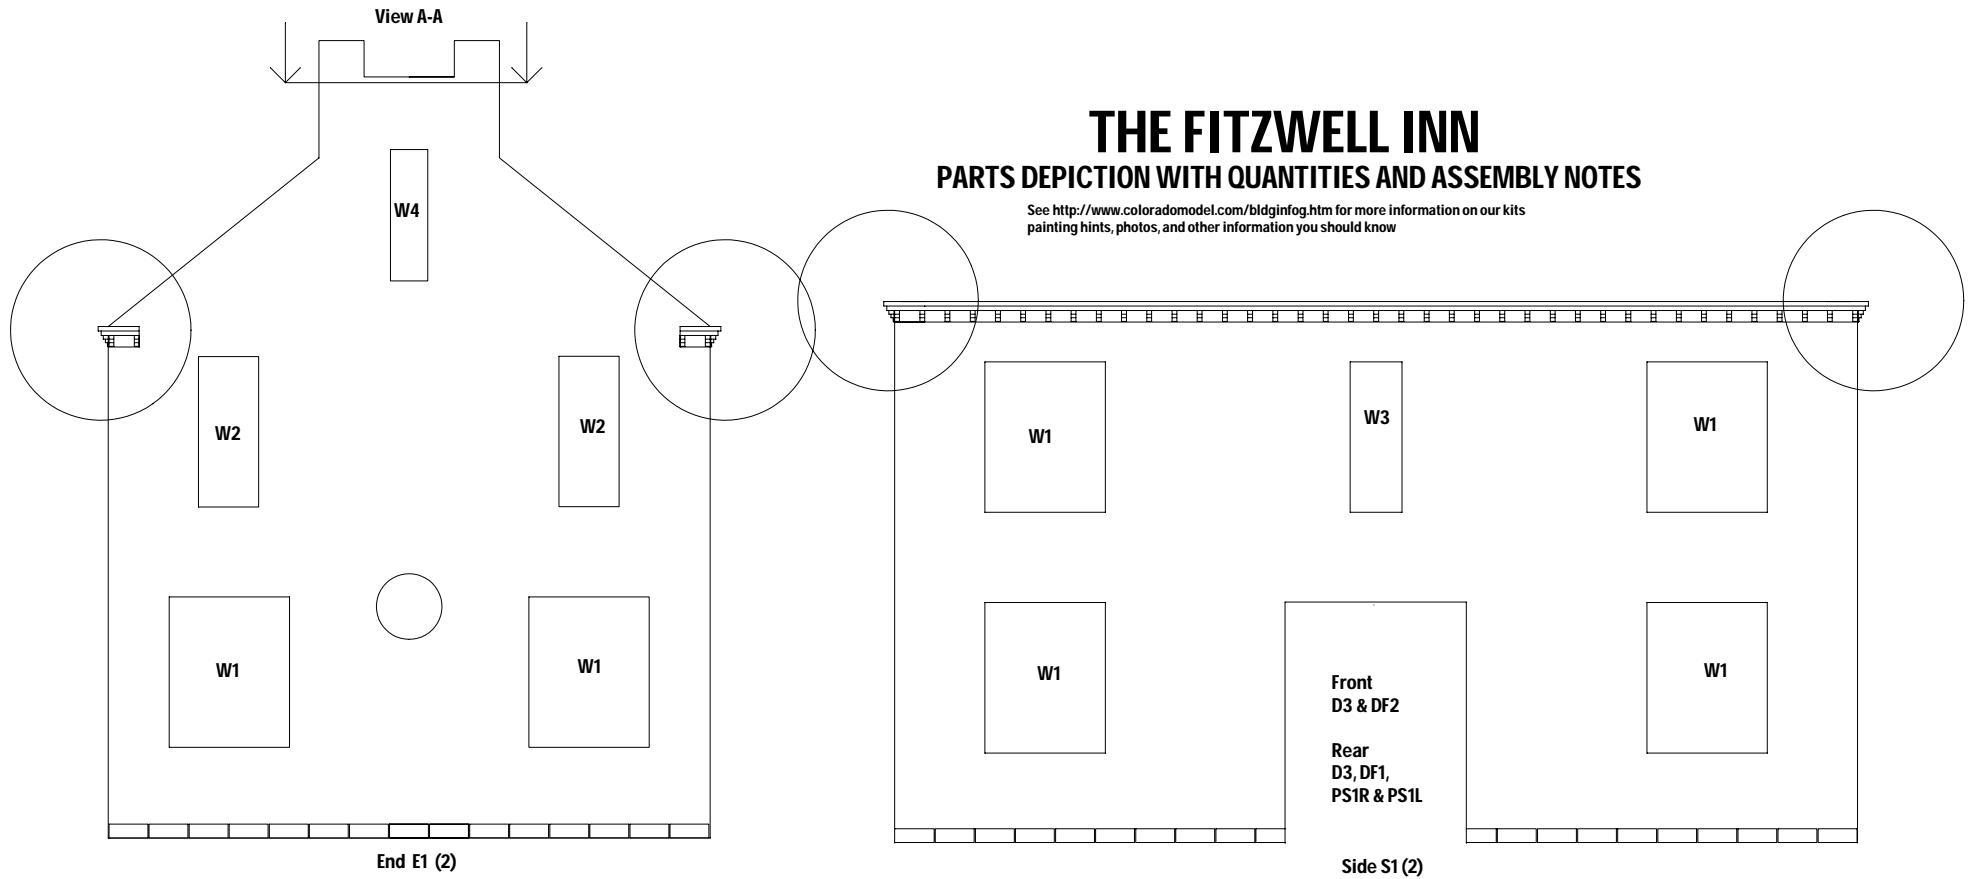 View A-A
THE FITZWELL INN
PARTS DEPICTION WITH QUANTITIES AND ASSEMBLY NOTES
See http://www.coloradomodel.com/bldginfog.htm for more information on our kits
painting hints, photos, and other information you should know
W4
W2
W2
W1
W1
End E1 (2)
W1
W3
W1
W1
W1
Front
D3 & DF2
Rear
D3, DF1,
PS1R & PS1L
Side S1 (2)